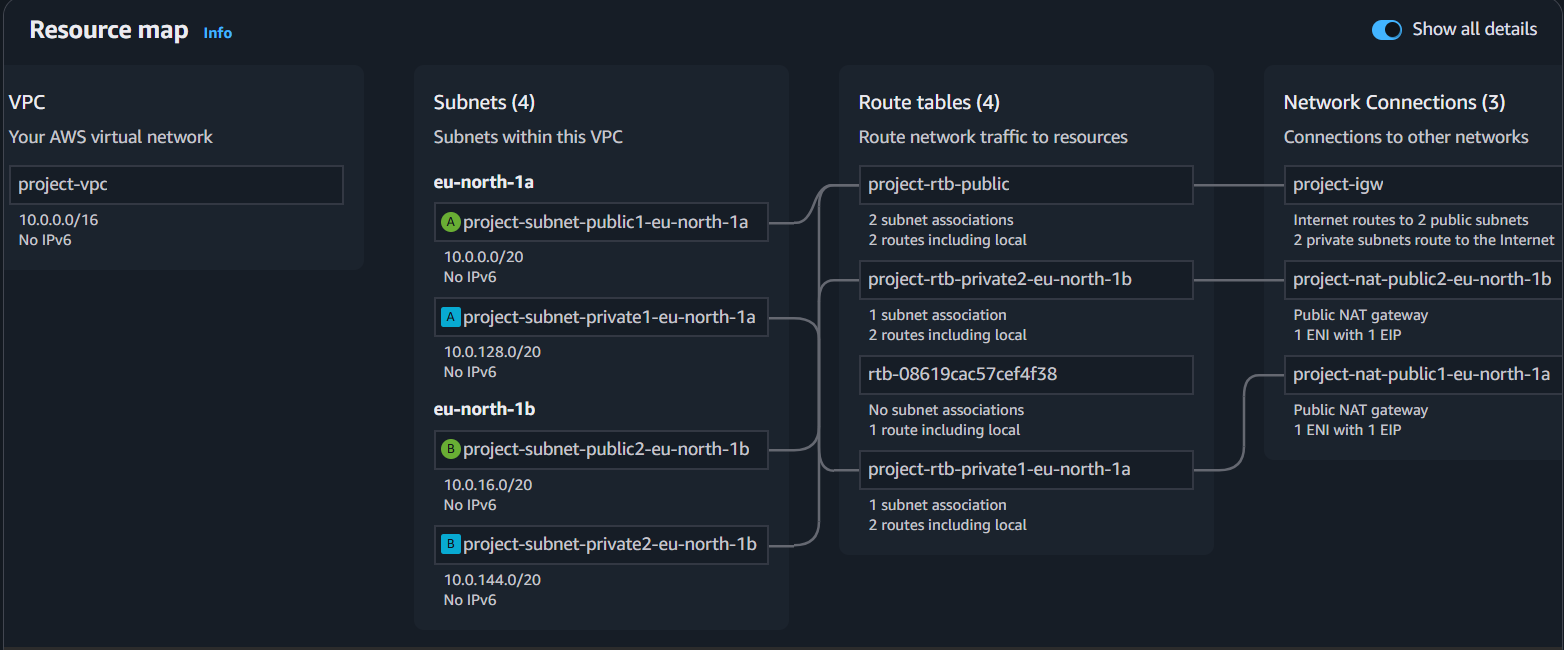 Resource map Info
Show all details
VPC
Your AWS virtual network
project-vpc
10.0.0.0/16
No IPv6
Subnets (4)
Subnets within this VPC
eu-north-1a
A project-subnet-public1-eu-north-1a
10.0.0.0/20
No IPv6
A project-subnet-private1-eu-north-1a
10.0.128.0/20
No IPv6
eu-north-1b
B project-subnet-public2-eu-north-1b
10.0.16.0/20
No IPv6
B project-subnet-private2-eu-north-1b
10.0.144.0/20
No IPv6
Route tables (4)
Route network traffic to resources
project-rtb-public
2 subnet associations
2 routes including local
project-rtb-private2-eu-north-1b
1 subnet association
2 routes including local
rtb-08619cac57cef4f38
No subnet associations
1 route including local
project-rtb-private1-eu-north-1a
1 subnet association
2 routes including local
Network Connections (3)
Connections to other networks
project-igw
Internet routes to 2 public subnets
2 private subnets route to the Internet
project-nat-public2-eu-north-1b
Public NAT gateway
1 ENI with 1 EIP
project-nat-public1-eu-north-1a
Public NAT gateway
1 ENI with 1 EIP